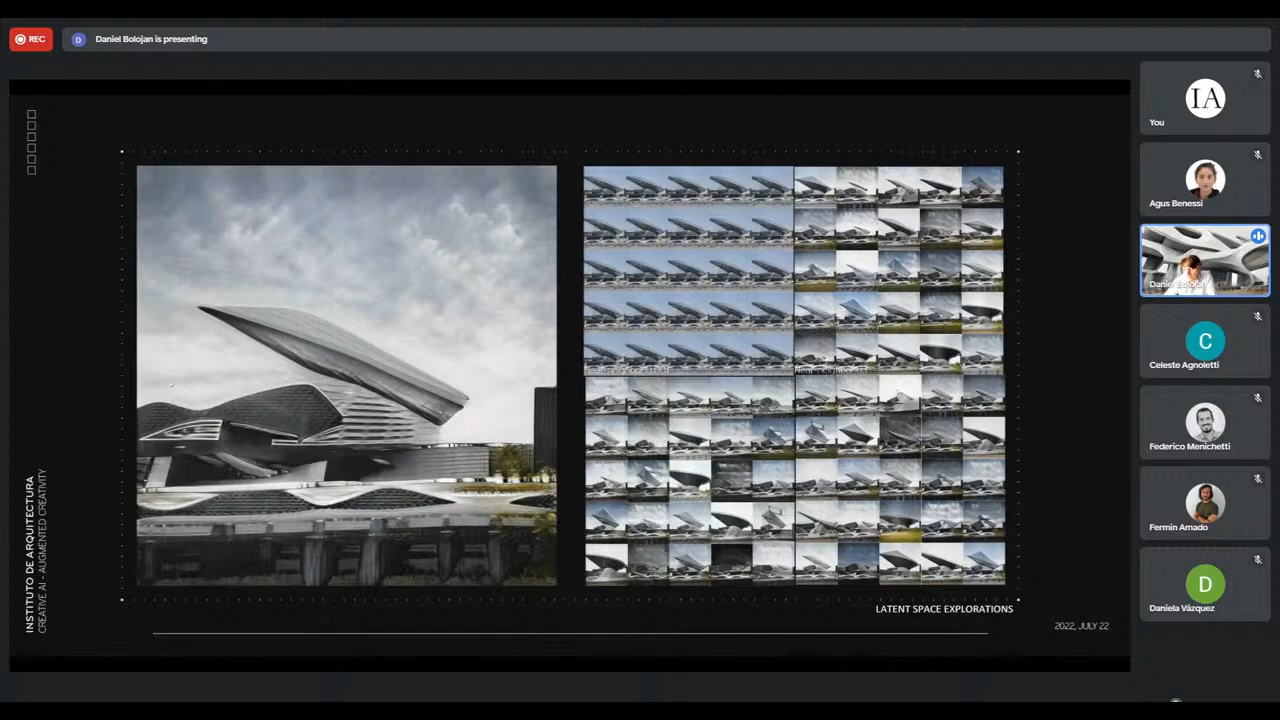 REC
D
Daniel Bolojan is presenting
IA
You
Agus Benessi
C
Celeste Agnoletti
Federico Menichetti
Fermin Amado
D
Daniela Vázquez
INSTITUTO DE ARQUITECTURA
CREATIVE AI - AUGMENTED CREATIVITY
LATENT SPACE EXPLORATIONS
2022, JULY 22